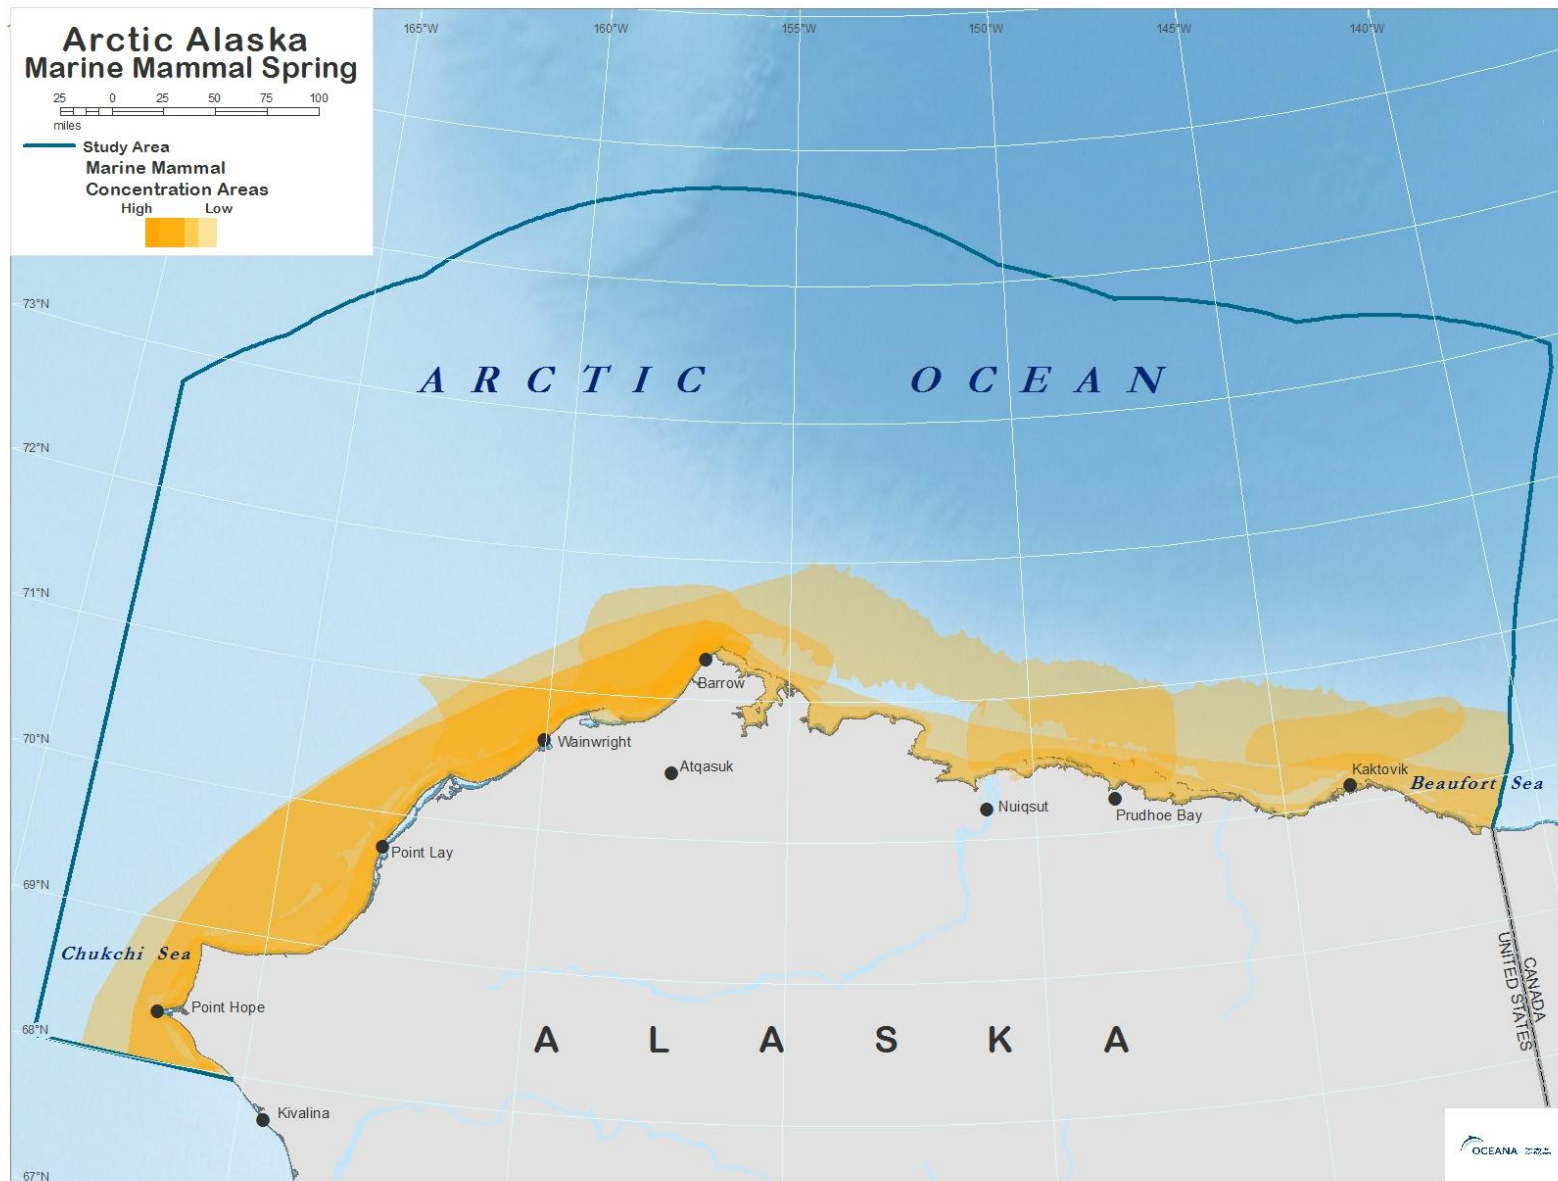 Arctic Alaska
Marine Mammal Spring
25 0 25 50 75 100
miles
Study Area
Marine Mammal
Concentration Areas
High Low
165°W 160°W 155°W 150°W 145°W 140°W
73°N
72°N
71°N
70°N
69°N
68°N
67°N
ARCTIC OCEAN
Barrow
Wainwright
Atqasuk
Kaktovik
Beaufort Sea
Nuiqsut
Prudhoe Bay
Point Lay
Chukchi Sea
Point Hope
ALASKA
CANADA
UNITED STATES
Kivalina
OCEANA